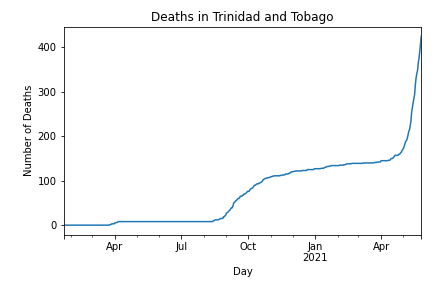 Deaths in Trinidad and Tobago
Number of Deaths
400
300
200
100
0
Apr Jul Oct Jan Apr
2021
Day